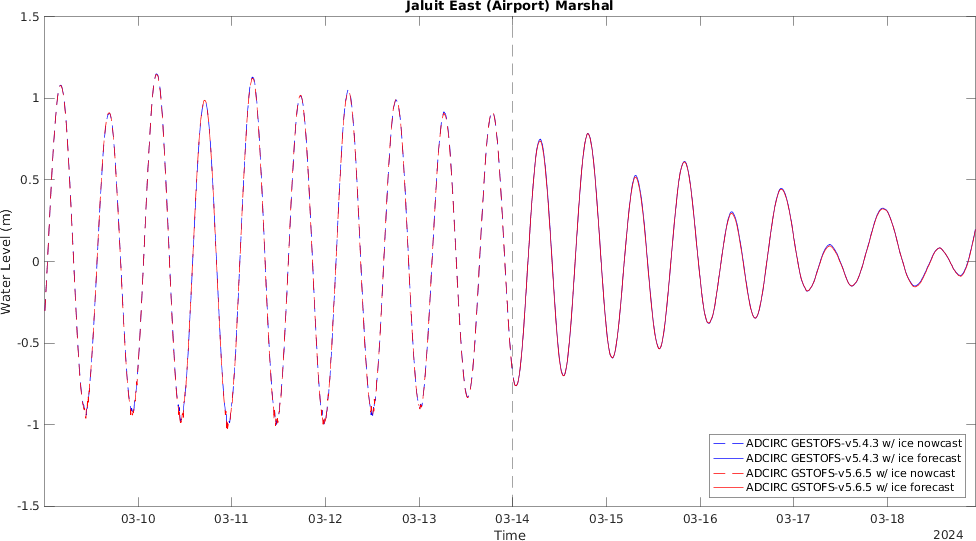 Jaluit East (Airport) Marshal
1.5
1
0.5
0
-0.5
-1
-1.5
Water Level (m)
03-10
03-11
03-12
03-13
03-14
03-15
03-16
03-17
03-18
Time
2024
ADCIRC GESTOFS-v5.4.3 w/ ice nowcast
ADCIRC GESTOFS-v5.4.3 w/ ice forecast
ADCIRC GSTOFS-v5.6.5 w/ ice nowcast
ADCIRC GSTOFS-v5.6.5 w/ ice forecast